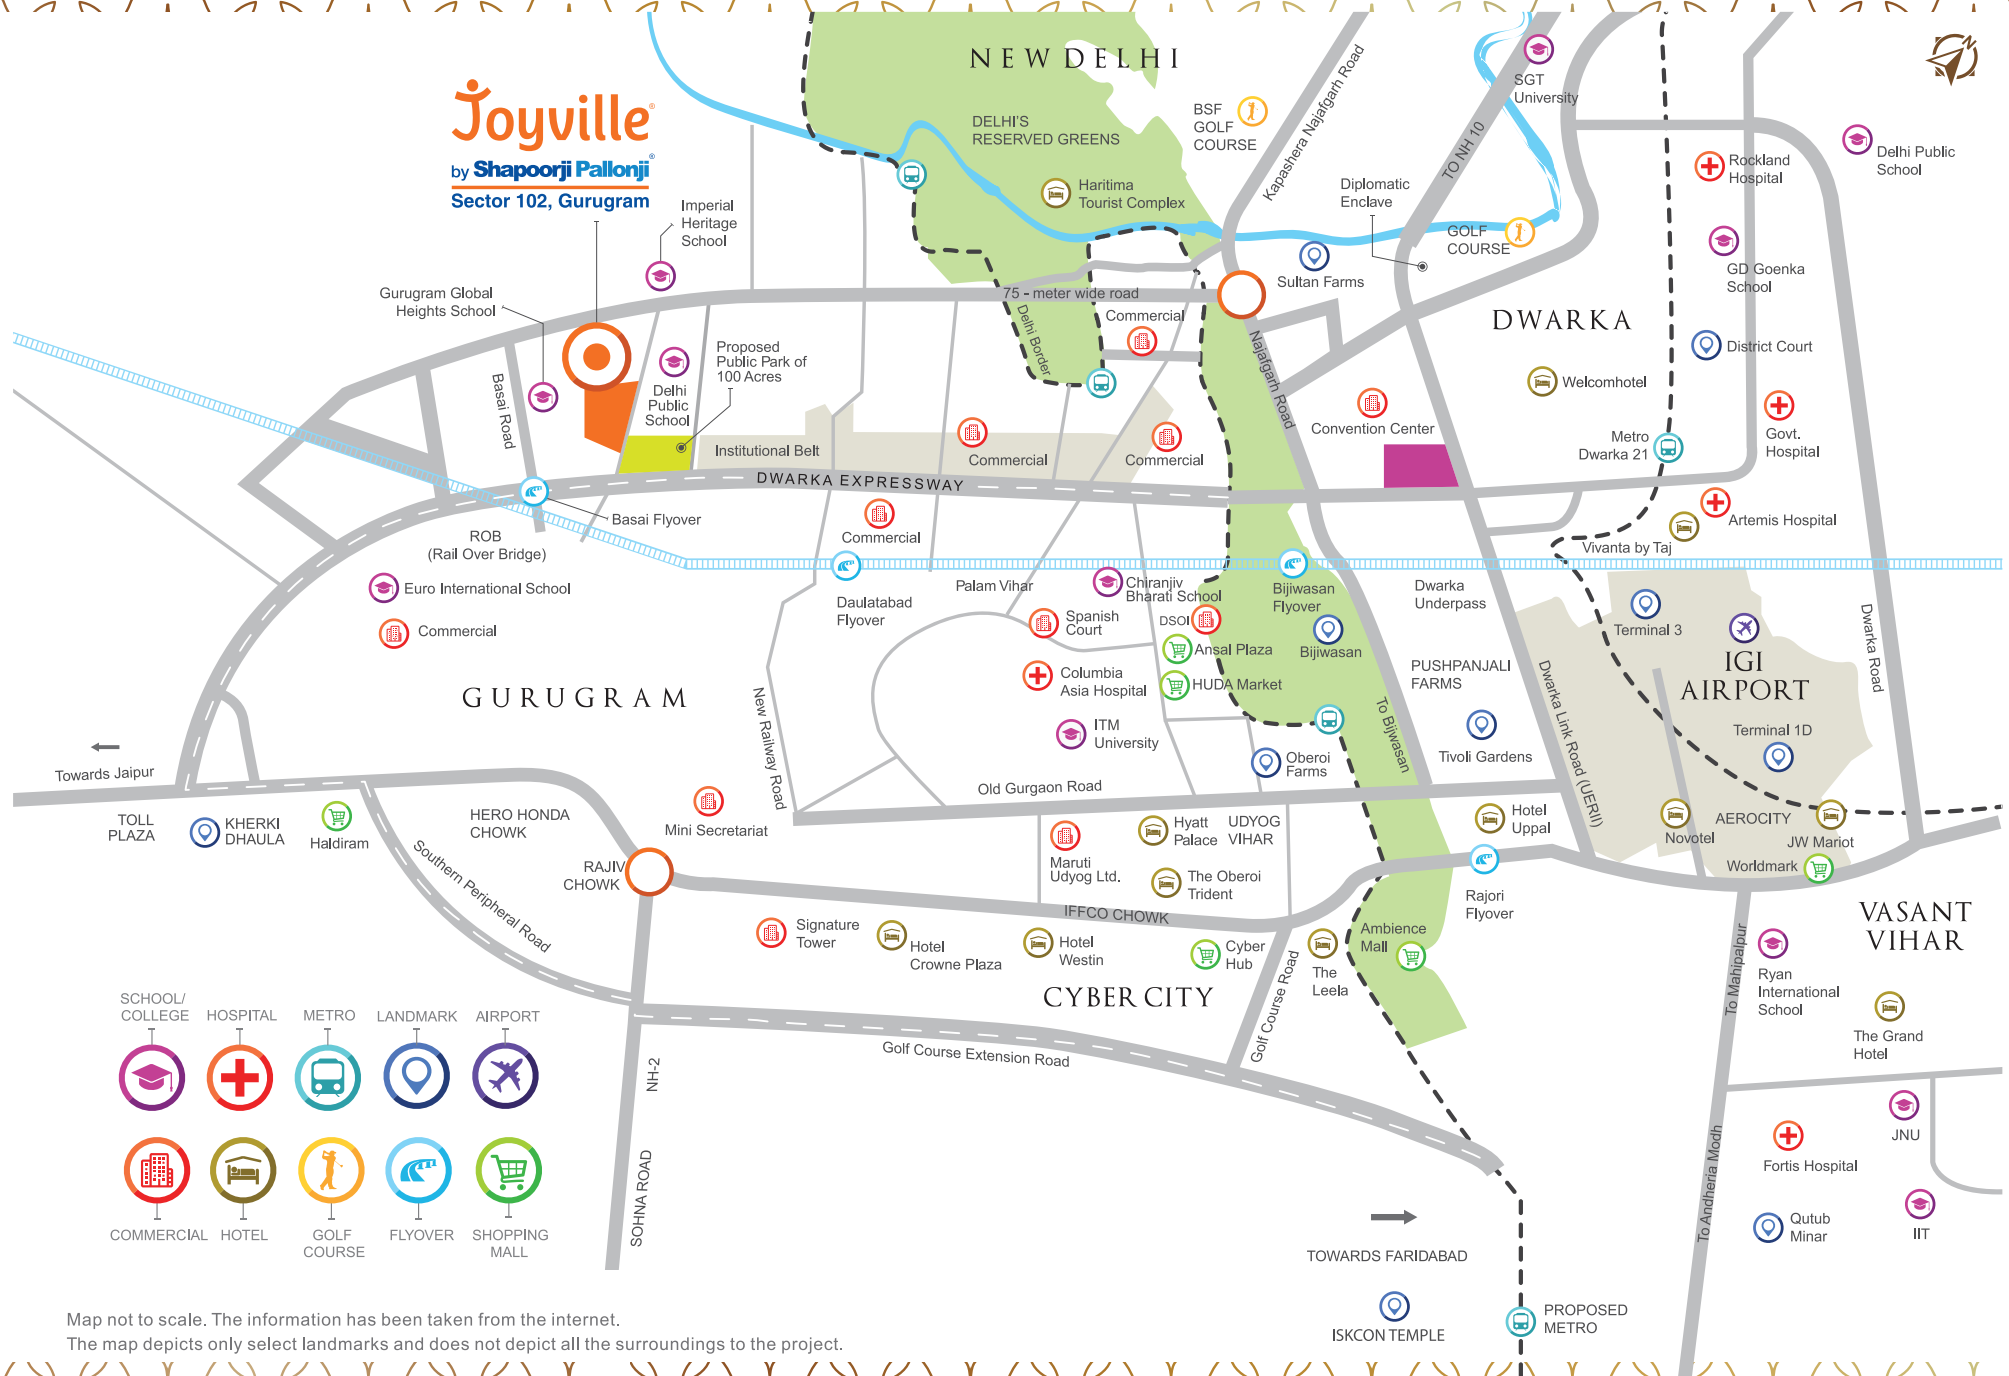 NEW DELHI
N
Joyville®
by Shapoorji Pallonji®
Sector 102, Gurugram
DELHI'S
RESERVED GREENS
BSF
GOLF
COURSE
Kapashera Najafgarh Road
SGT
University
TO NH 10
Rockland
Hospital
Delhi Public
School
Haritima
Tourist Complex
Diplomatic
Enclave
Imperial
Heritage
School
GOLF
COURSE
GD Goenka
School
Sultan Farms
Gurugram Global
Heights School
75 - meter wide road
Commercial
Delhi Border
Najafgarh Road
DWARKA
District Court
Proposed
Public Park of
100 Acres
Delhi
Public
School
Basai Road
Welcomhotel
Convention Center
Metro
Dwarka 21
Govt.
Hospital
Institutional Belt
Commercial
Commercial
DWARKA EXPRESSWAY
Basai Flyover
Commercial
ROB
(Rail Over Bridge)
Artemis Hospital
Vivanta by Taj
Euro International School
Commercial
Daulatabad
Flyover
Palam Vihar
Chiranjiv
Bharati School
Spanish
Court
DSOI
Ansal Plaza
Bijiwasan
Flyover
Bijiwasan
Dwarka
Underpass
Terminal 3
IGI
AIRPORT
Dwarka Road
Columbia
Asia Hospital
HUDA Market
PUSHPANJALI
FARMS
GURUGRAM
New Railway Road
ITM
University
To Bijwasan
Dwarka Link Road (UERII)
Tivoli Gardens
Terminal 1D
Oberoi
Farms
Towards Jaipur
Old Gurgaon Road
TOLL
PLAZA
KHERKI
DHAULA
Haldiram
HERO HONDA
CHOWK
Mini Secretariat
Hyatt
Palace
UDYOG
VIHAR
Hotel
Uppal
Novotel
AEROCITY
JW Mariot
Worldmark
Maruti
Udyog Ltd.
The Oberoi
Trident
RAJIV
CHOWK
Southern Peripheral Road
IFFCO CHOWK
Rajori
Flyover
VASANT
VIHAR
Signature
Tower
Hotel
Crowne Plaza
Hotel
Westin
Cyber
Hub
The
Leela
Ambience
Mall
To Mahipalpur
Ryan
International
School
CYBER CITY
Golf Course Road
Golf Course Extension Road
The Grand
Hotel
NH-2
SOHNA ROAD
JNU
Fortis Hospital
To Andheria Modh
Qutub
Minar
IIT
SCHOOL/
COLLEGE
HOSPITAL
METRO
LANDMARK
AIRPORT
COMMERCIAL
HOTEL
GOLF
COURSE
FLYOVER
SHOPPING
MALL
TOWARDS FARIDABAD
ISKCON TEMPLE
PROPOSED
METRO
Map not to scale. The information has been taken from the internet.
The map depicts only select landmarks and does not depict all the surroundings to the project.